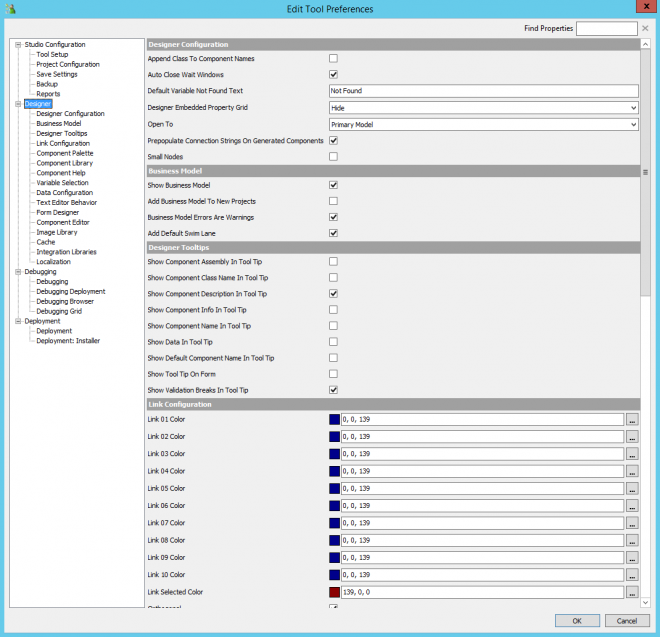 Edit Tool Preferences
x
Find Properties
Studio Configuration
Tool Setup
Project Configuration
Save Settings
Backup
Reports
Designer
Designer Configuration
Business Model
Designer Tooltips
Link Configuration
Component Palette
Component Library
Component Help
Variable Selection
Data Configuration
Text Editor Behavior
Form Designer
Component Editor
Image Library
Cache
Integration Libraries
Localization
Debugging
Debugging
Debugging Deployment
Debugging Browser
Debugging Grid
Deployment
Deployment
Deployment: Installer
Designer Configuration
Append Class To Component Names
Auto Close Wait Windows
Default Variable Not Found Text Not Found
Designer Embedded Property Grid Hide
Open To Primary Model
Prepopulate Connection Strings On Generated Components
Small Nodes
Business Model
Show Business Model
Add Business Model To New Projects
Business Model Errors Are Warnings
Add Default Swim Lane
Designer Tooltips
Show Component Assembly In Tool Tip
Show Component Class Name In Tool Tip
Show Component Description In Tool Tip
Show Component Info In Tool Tip
Show Component Name In Tool Tip
Show Data In Tool Tip
Show Default Component Name In Tool Tip
Show Tool Tip On Form
Show Validation Breaks In Tool Tip
Link Configuration
Link 01 Color 0, 0, 139 ...
Link 02 Color 0, 0, 139 ...
Link 03 Color 0, 0, 139 ...
Link 04 Color 0, 0, 139 ...
Link 05 Color 0, 0, 139 ...
Link 06 Color 0, 0, 139 ...
Link 07 Color 0, 0, 139 ...
Link 08 Color 0, 0, 139 ...
Link 09 Color 0, 0, 139 ...
Link 10 Color 0, 0, 139 ...
Link Selected Color 139, 0, 0 ...
OK Cancel